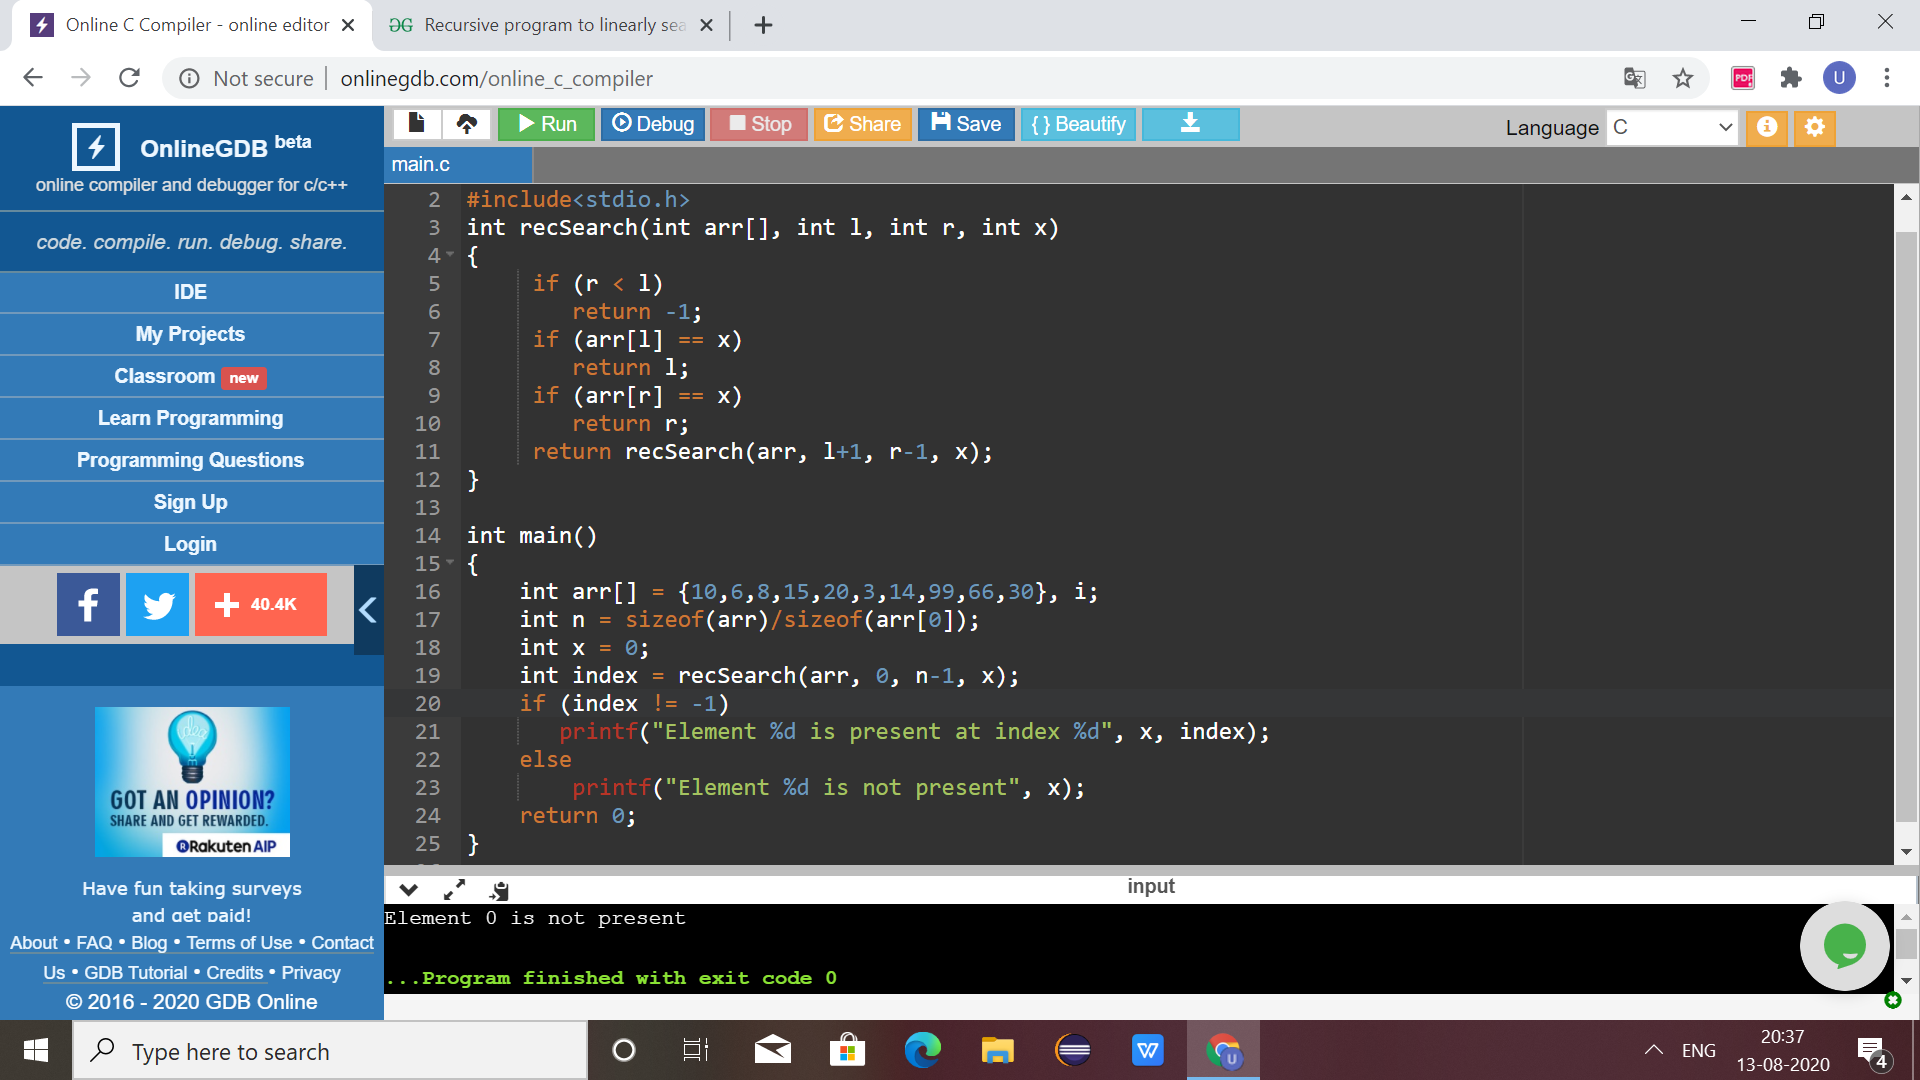 Online C Compiler - online editor
Recursive program to linearly sea
Not secure
onlinegdb.com/online_c_compiler
PDF
U
OnlineGDB beta
online compiler and debugger for c/c++
code. compile. run. debug. share.
IDE
My Projects
Classroom new
Learn Programming
Programming Questions
Sign Up
Login
40.4K
idea
GOT AN OPINION?
SHARE AND GET REWARDED.
Rakuten AIP
Have fun taking surveys
and get paid!
About • FAQ • Blog • Terms of Use • Contact
Us • GDB Tutorial • Credits • Privacy
© 2016 - 2020 GDB Online
Run Debug Stop Share Save { } Beautify
Language C
main.c
2 #include<stdio.h>
3 int recSearch(int arr[], int l, int r, int x)
4 {
5 if (r < l)
6 return -1;
7 if (arr[l] == x)
8 return l;
9 if (arr[r] == x)
10 return r;
11 return recSearch(arr, l+1, r-1, x);
12 }
13
14 int main()
15 {
16 int arr[] = {10,6,8,15,20,3,14,99,66,30}, i;
17 int n = sizeof(arr)/sizeof(arr[0]);
18 int x = 0;
19 int index = recSearch(arr, 0, n-1, x);
20 if (index != -1)
21 printf("Element %d is present at index %d", x, index);
22 else
23 printf("Element %d is not present", x);
24 return 0;
25 }
input
Element 0 is not present
...Program finished with exit code 0
Type here to search
ENG
20:37
13-08-2020
4